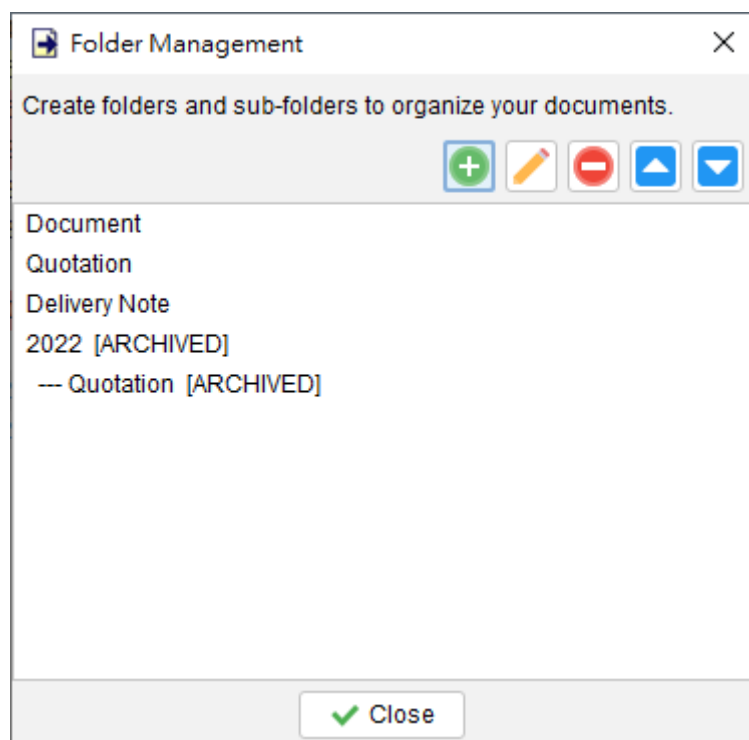 Folder Management
Create folders and sub-folders to organize your documents.
Document
Quotation
Delivery Note
2022 [ARCHIVED]
--- Quotation [ARCHIVED]
Close